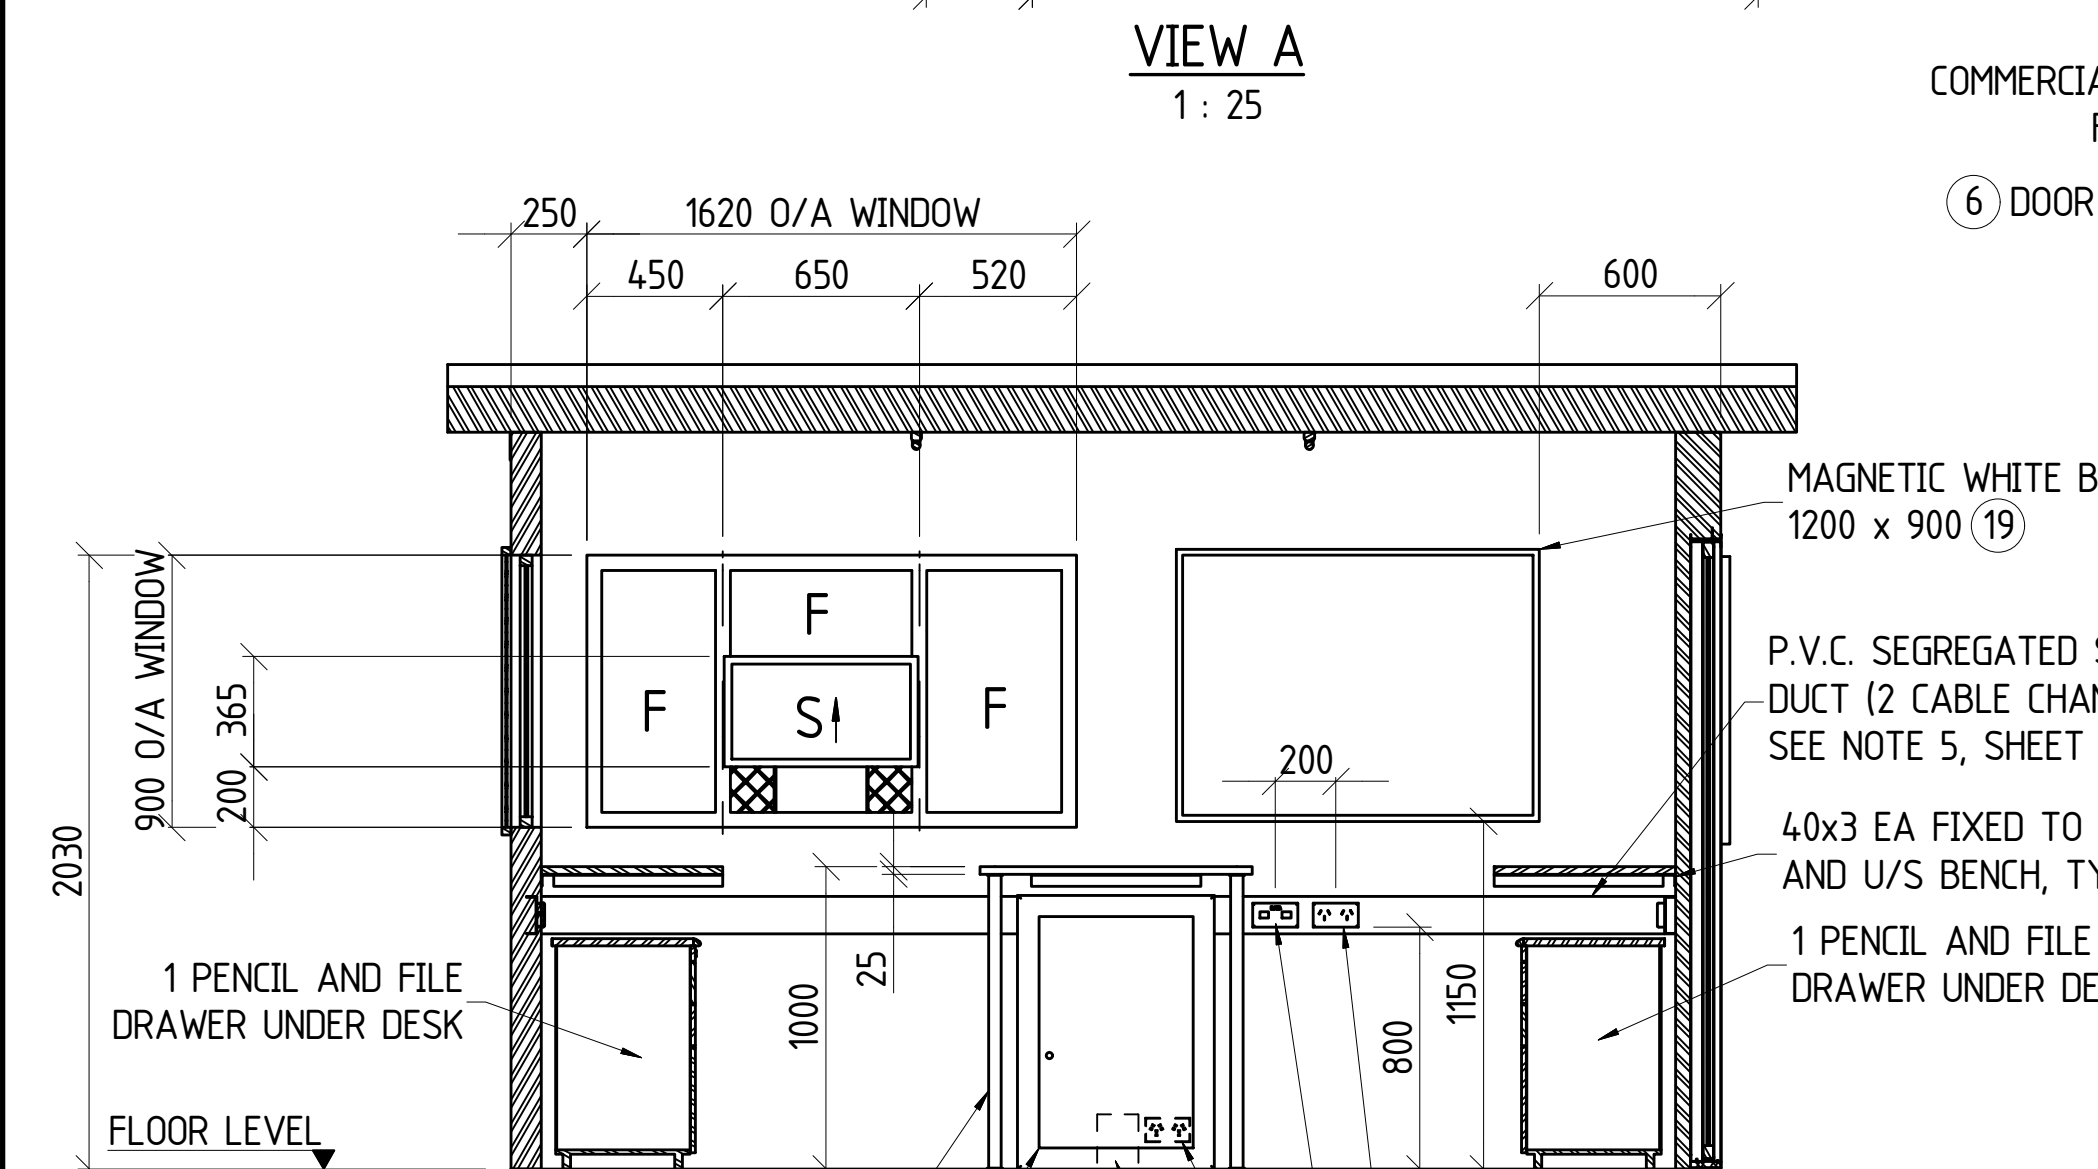 VIEW A
1 : 25
COMMERCIA
F
6 DOOR
250
1620 O/A WINDOW
450
650
520
600
MAGNETIC WHITE B
1200 x 900 19
900 O/A WINDOW
365
200
2030
F
F
S
F
200
P.V.C. SEGREGATED S
DUCT (2 CABLE CHAN
SEE NOTE 5, SHEET
40x3 EA FIXED TO
AND U/S BENCH, TY
1 PENCIL AND FILE
DRAWER UNDER DE
1 PENCIL AND FILE
DRAWER UNDER DESK
25
1000
800
1150
FLOOR LEVEL